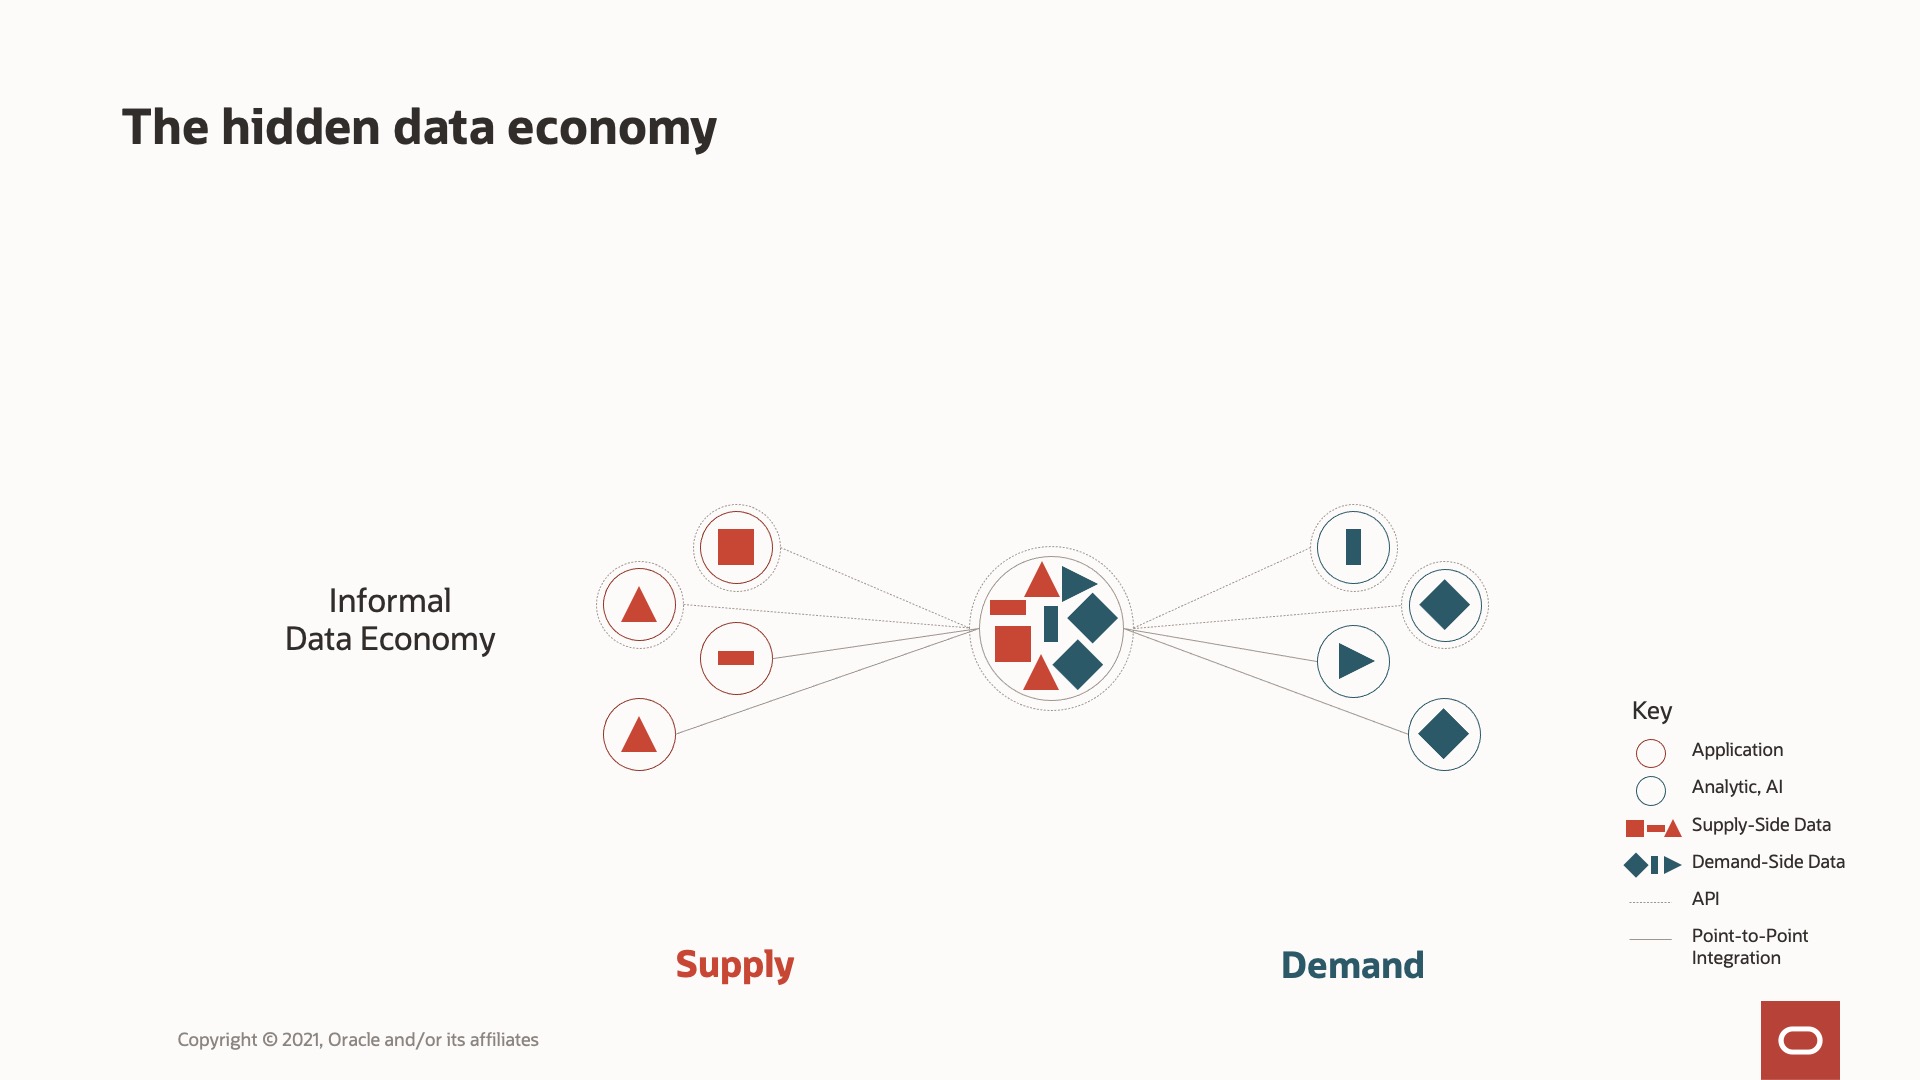 The hidden data economy
Informal
Data Economy
Key
Application
Analytic, AI
Supply-Side Data
Demand-Side Data
API
Point-to-Point
Integration
Supply
Demand
Copyright © 2021, Oracle and/or its affiliates